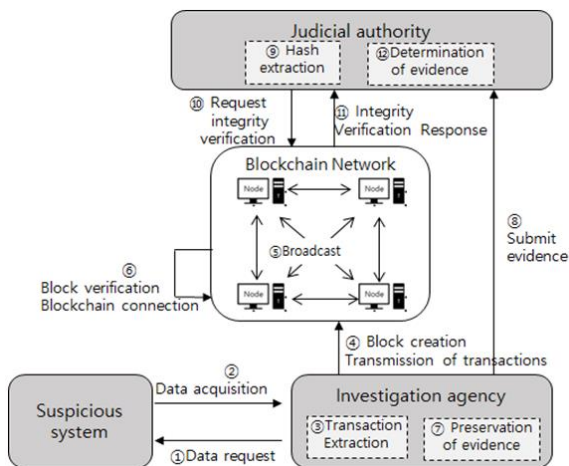 Judicial authority
⑨ Hash
extraction
⑫Determination
of evidence
⑩ Request
integrity
verification
⑪ Integrity
Verification Response
Blockchain Network
Node
Node
⑤Broadcast
Node
Node
⑧
Submit
evidence
⑥
Block verification
Blockchain connection
④ Block creation
Transmission of transactions
②
Data acquisition
Suspicious
system
①Data request
Investigation agency
③Transaction
Extraction
⑦ Preservation
of evidence